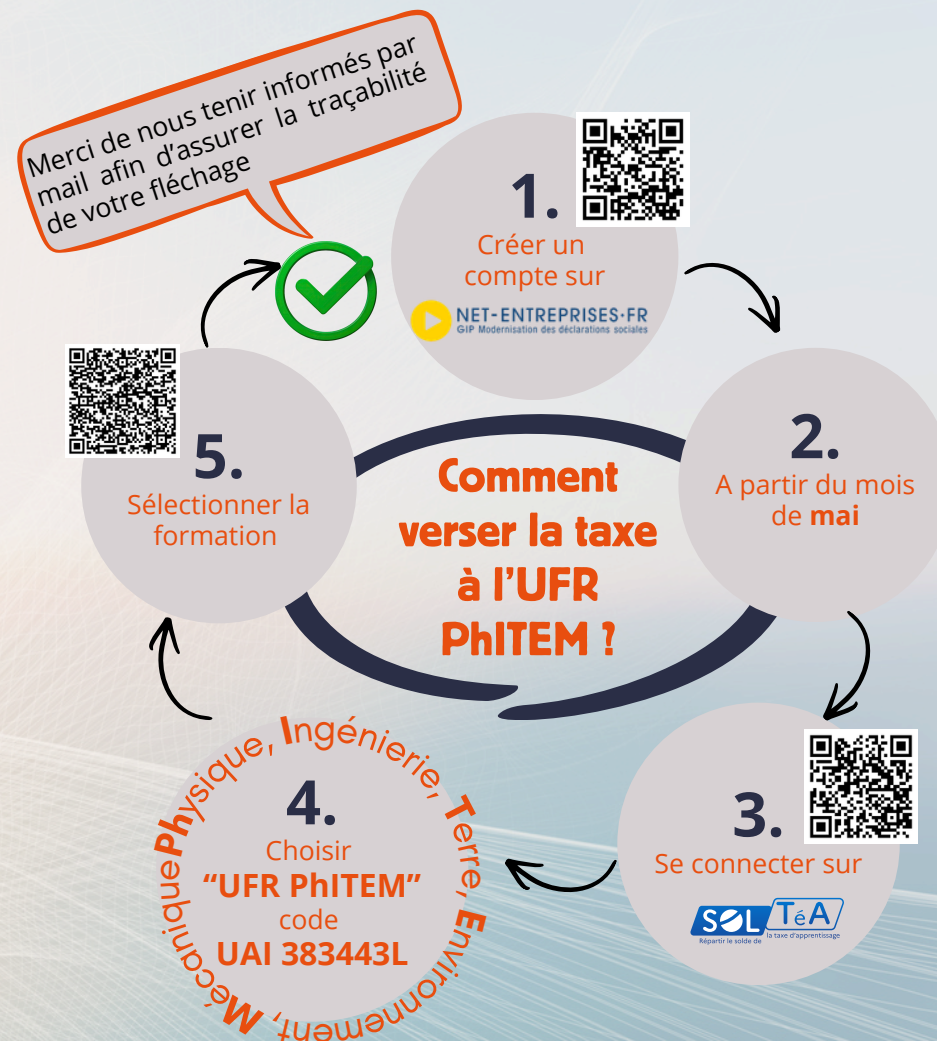 Merci de nous tenir informés par
mail afin d'assurer la traçabilité
de votre fléchage
1.
Créer un
compte sur
NET-ENTREPRISES·FR
GIP Modernisation des déclarations sociales
2.
A partir du mois
de mai
3.
Se connecter sur
SOLTéA
Répartir le solde de la taxe d'apprentissage
4.
Choisir
“UFR PhITEM”
code
UAI 383443L
Physique, Ingénierie, Terre, Environnement, Mécanique
5.
Sélectionner la
formation
Comment
verser la taxe
à l'UFR
PhITEM ?